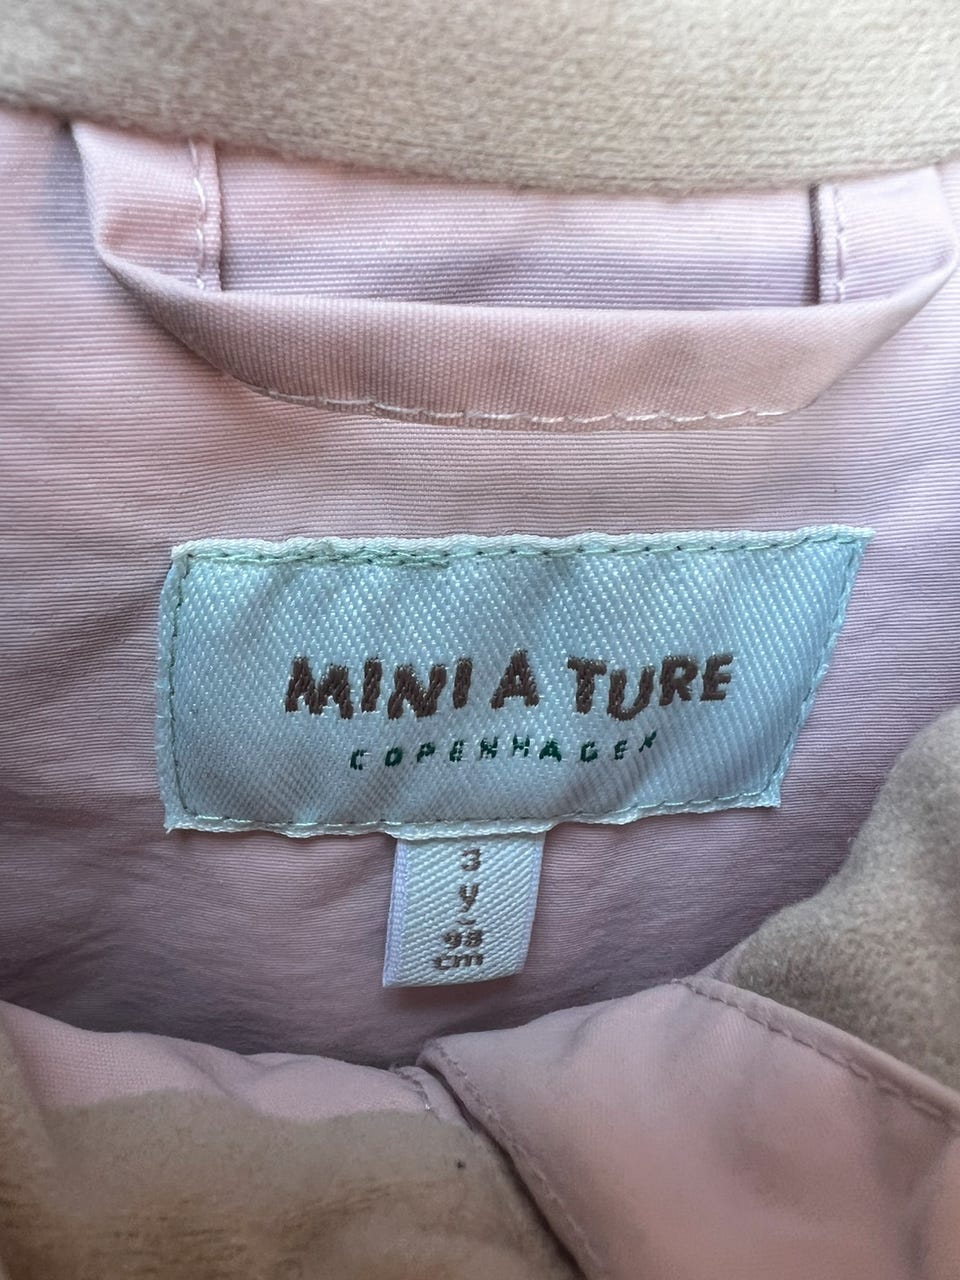 MINI A TURE
COPENHAGEN
3
y
-
98
cm